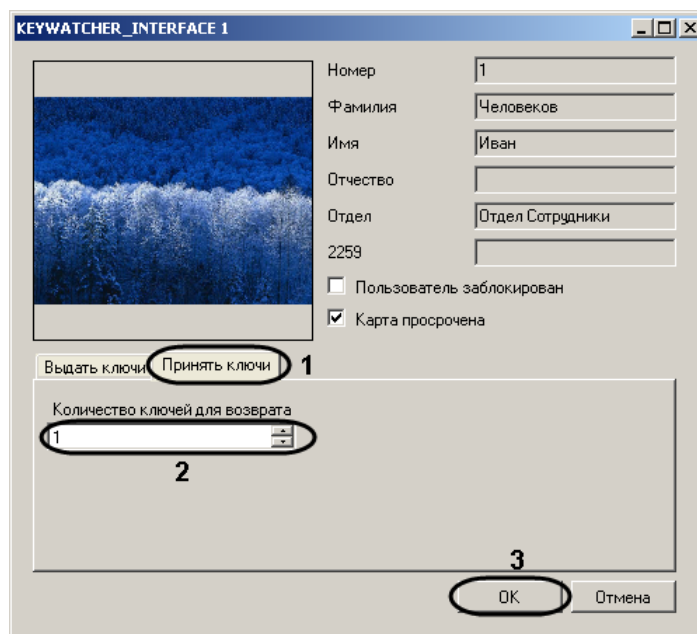 KEYWATCHER_INTERFACE 1
Номер 1
Фамилия Человеков
Имя Иван
Отчество
Отдел Отдел Сотрудники
2259
Пользователь заблокирован
Карта просрочена
Выдать ключи Принять ключи 1
Количество ключей для возврата
1
2
3
OK Отмена